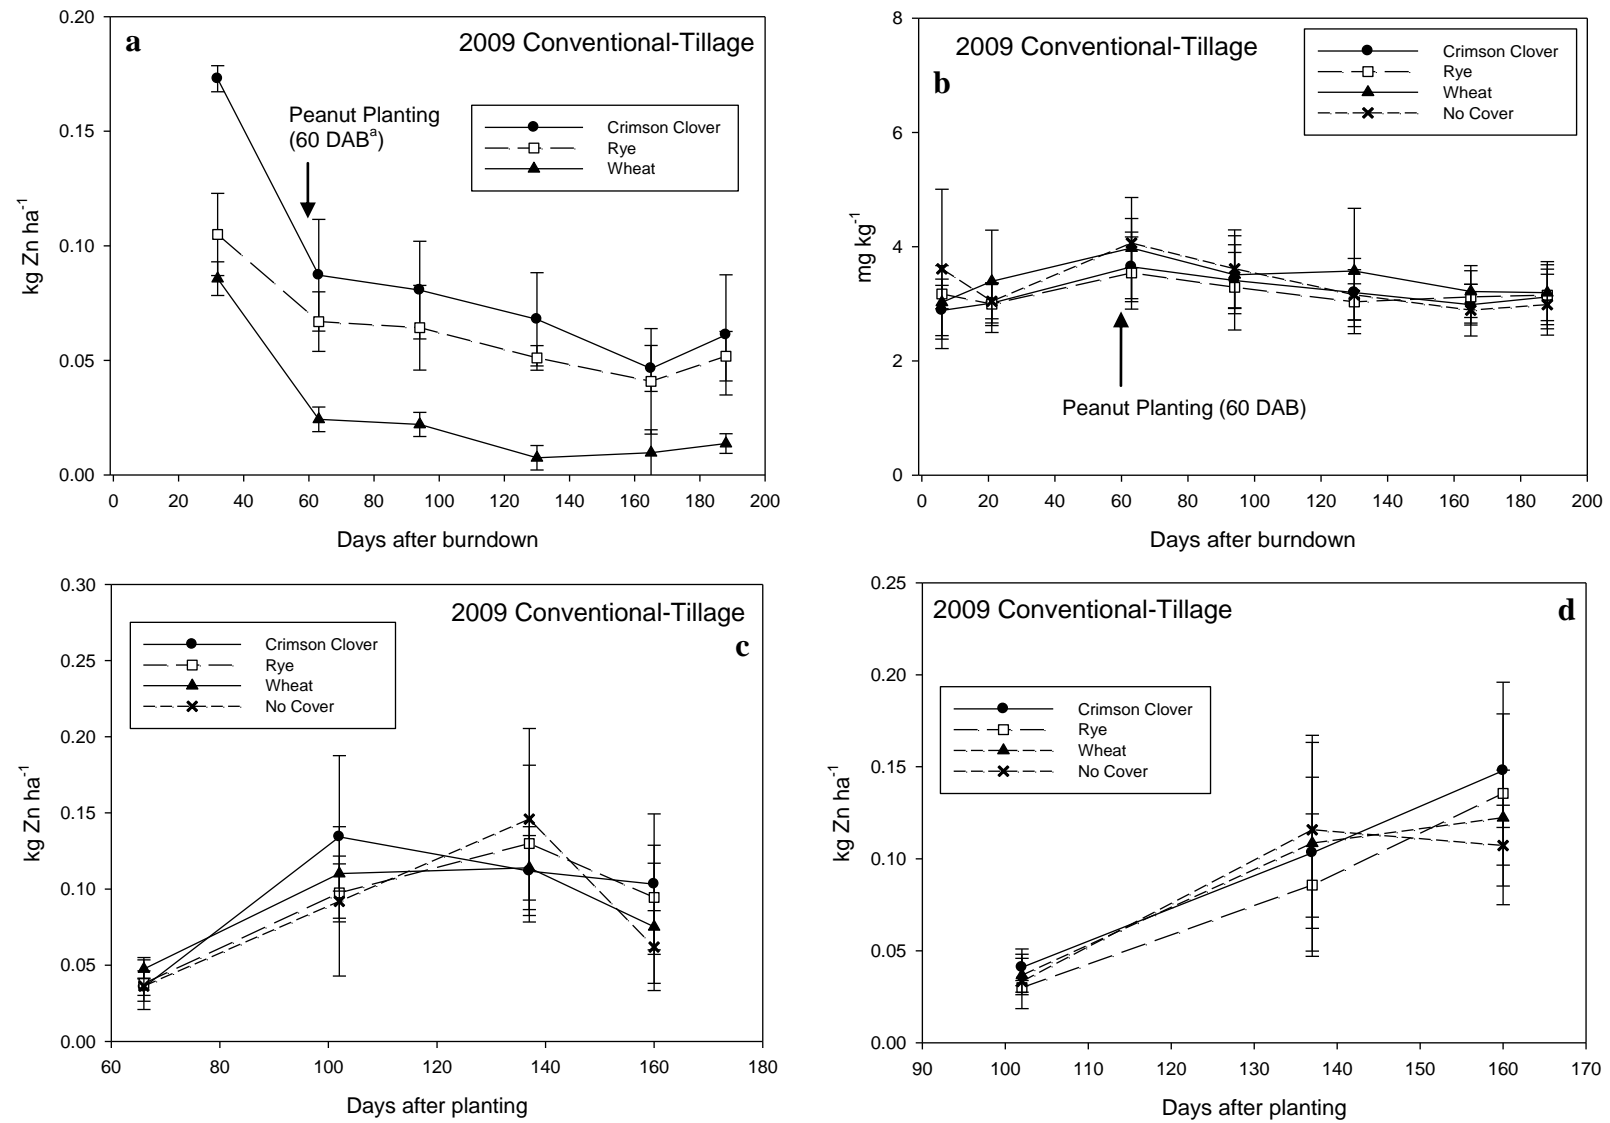 a
2009 Conventional-Tillage
Peanut Planting
(60 DABᵃ)
Crimson Clover
Rye
Wheat
kg Zn ha⁻¹
0.20
0.15
0.10
0.05
0.00
0 20 40 60 80 100 120 140 160 180 200
Days after burndown
2009 Conventional-Tillage
b
Crimson Clover
Rye
Wheat
No Cover
mg kg⁻¹
8
6
4
2
0
Peanut Planting (60 DAB)
0 20 40 60 80 100 120 140 160 180 200
Days after burndown
2009 Conventional-Tillage
c
Crimson Clover
Rye
Wheat
No Cover
kg Zn ha⁻¹
0.30
0.25
0.20
0.15
0.10
0.05
0.00
60 80 100 120 140 160 180
Days after planting
2009 Conventional-Tillage
d
Crimson Clover
Rye
Wheat
No Cover
kg Zn ha⁻¹
0.25
0.20
0.15
0.10
0.05
0.00
90 100 110 120 130 140 150 160 170
Days after planting